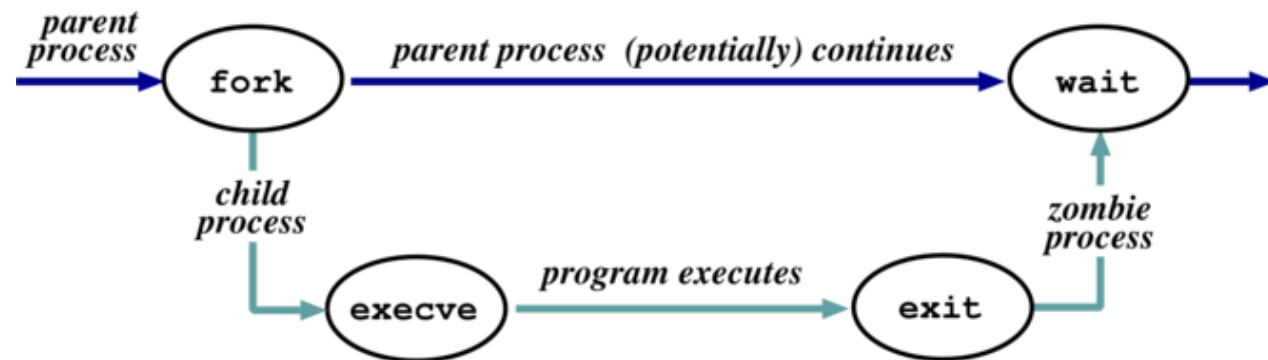 parent
process
fork
parent process (potentially) continues
wait
child
process
zombie
process
execve
program executes
exit